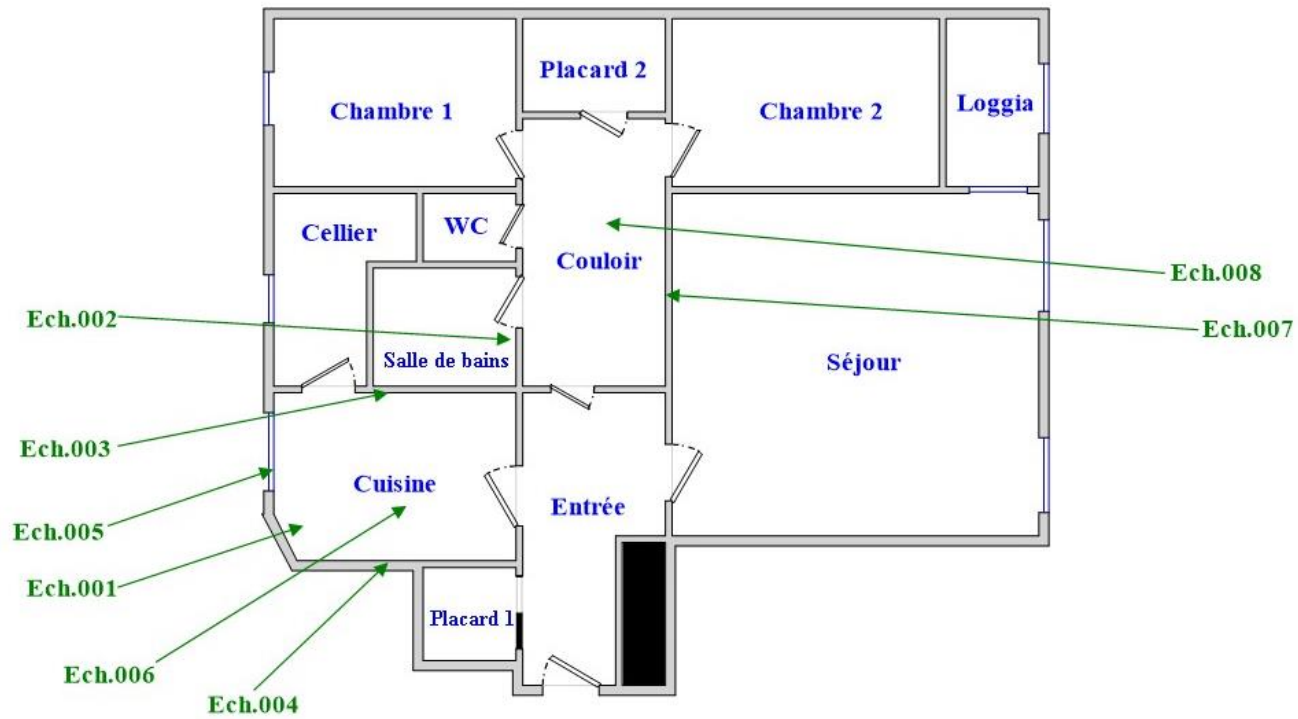 Placard 2
Chambre 1
Chambre 2
Loggia
Cellier
WC
Couloir
Ech.008
Ech.002
Ech.007
Salle de bains
Séjour
Ech.003
Cuisine
Entrée
Ech.005
Ech.001
Placard 1
Ech.006
Ech.004